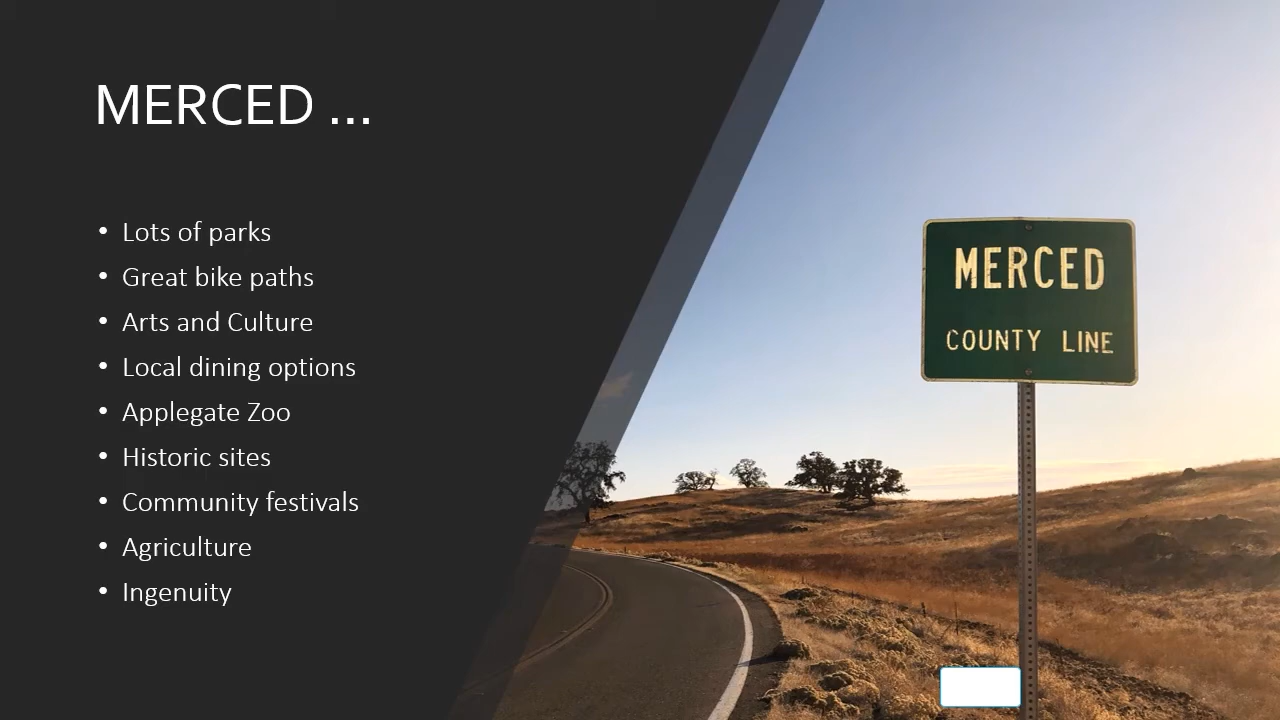 MERCED ...
• Lots of parks
• Great bike paths
• Arts and Culture
• Local dining options
• Applegate Zoo
• Historic sites
• Community festivals
• Agriculture
• Ingenuity
MERCED
COUNTY LINE